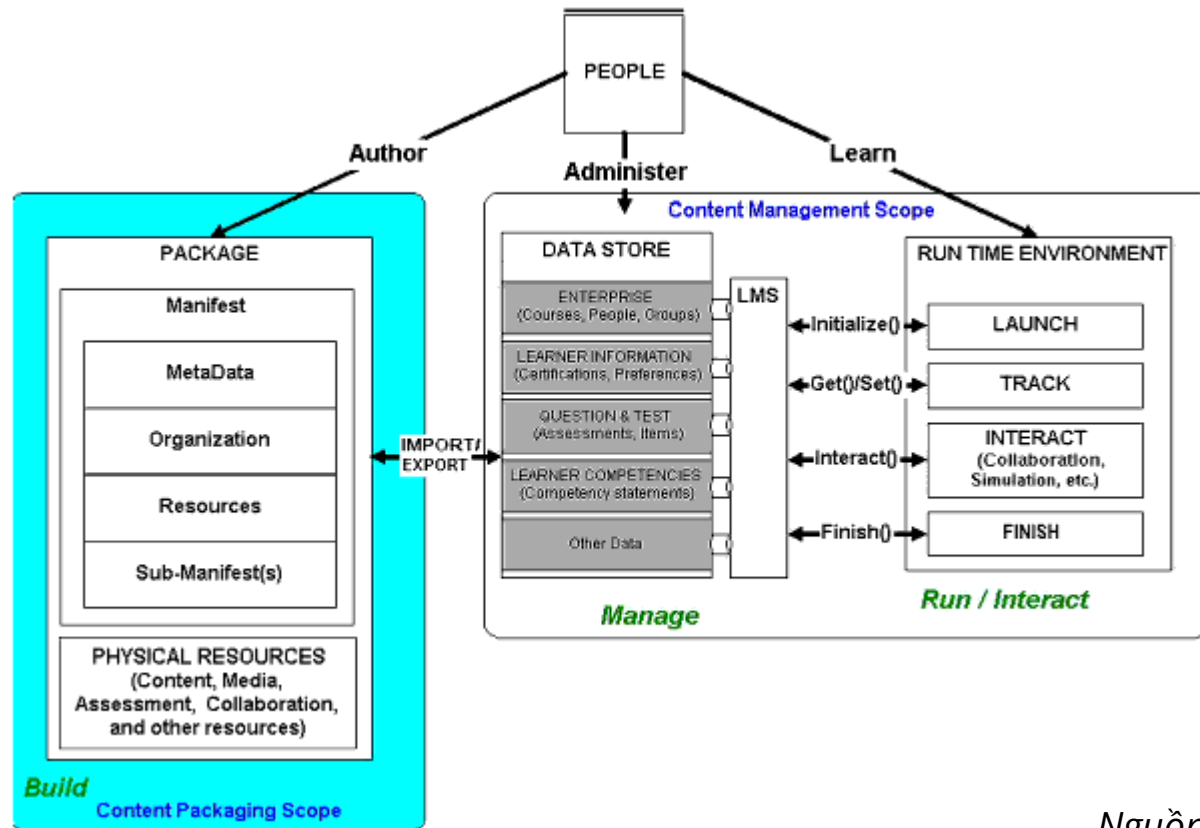 PEOPLE
Author
Administer
Learn
PACKAGE
Manifest
MetaData
Organization
Resources
Sub-Manifest(s)
PHYSICAL RESOURCES
(Content, Media,
Assessment, Collaboration,
and other resources)
Build
Content Packaging Scope
IMPORT/
EXPORT
Content Management Scope
DATA STORE
ENTERPRISE
(Courses, People, Groups)
LEARNER INFORMATION
(Certifications, Preferences)
QUESTION & TEST
(Assessments, Items)
LEARNER COMPETENCIES
(Competency statements)
Other Data
Manage
LMS
Initialize()
Get()/Set()
Interact()
Finish()
RUN TIME ENVIRONMENT
LAUNCH
TRACK
INTERACT
(Collaboration,
Simulation, etc.)
FINISH
Run / Interact